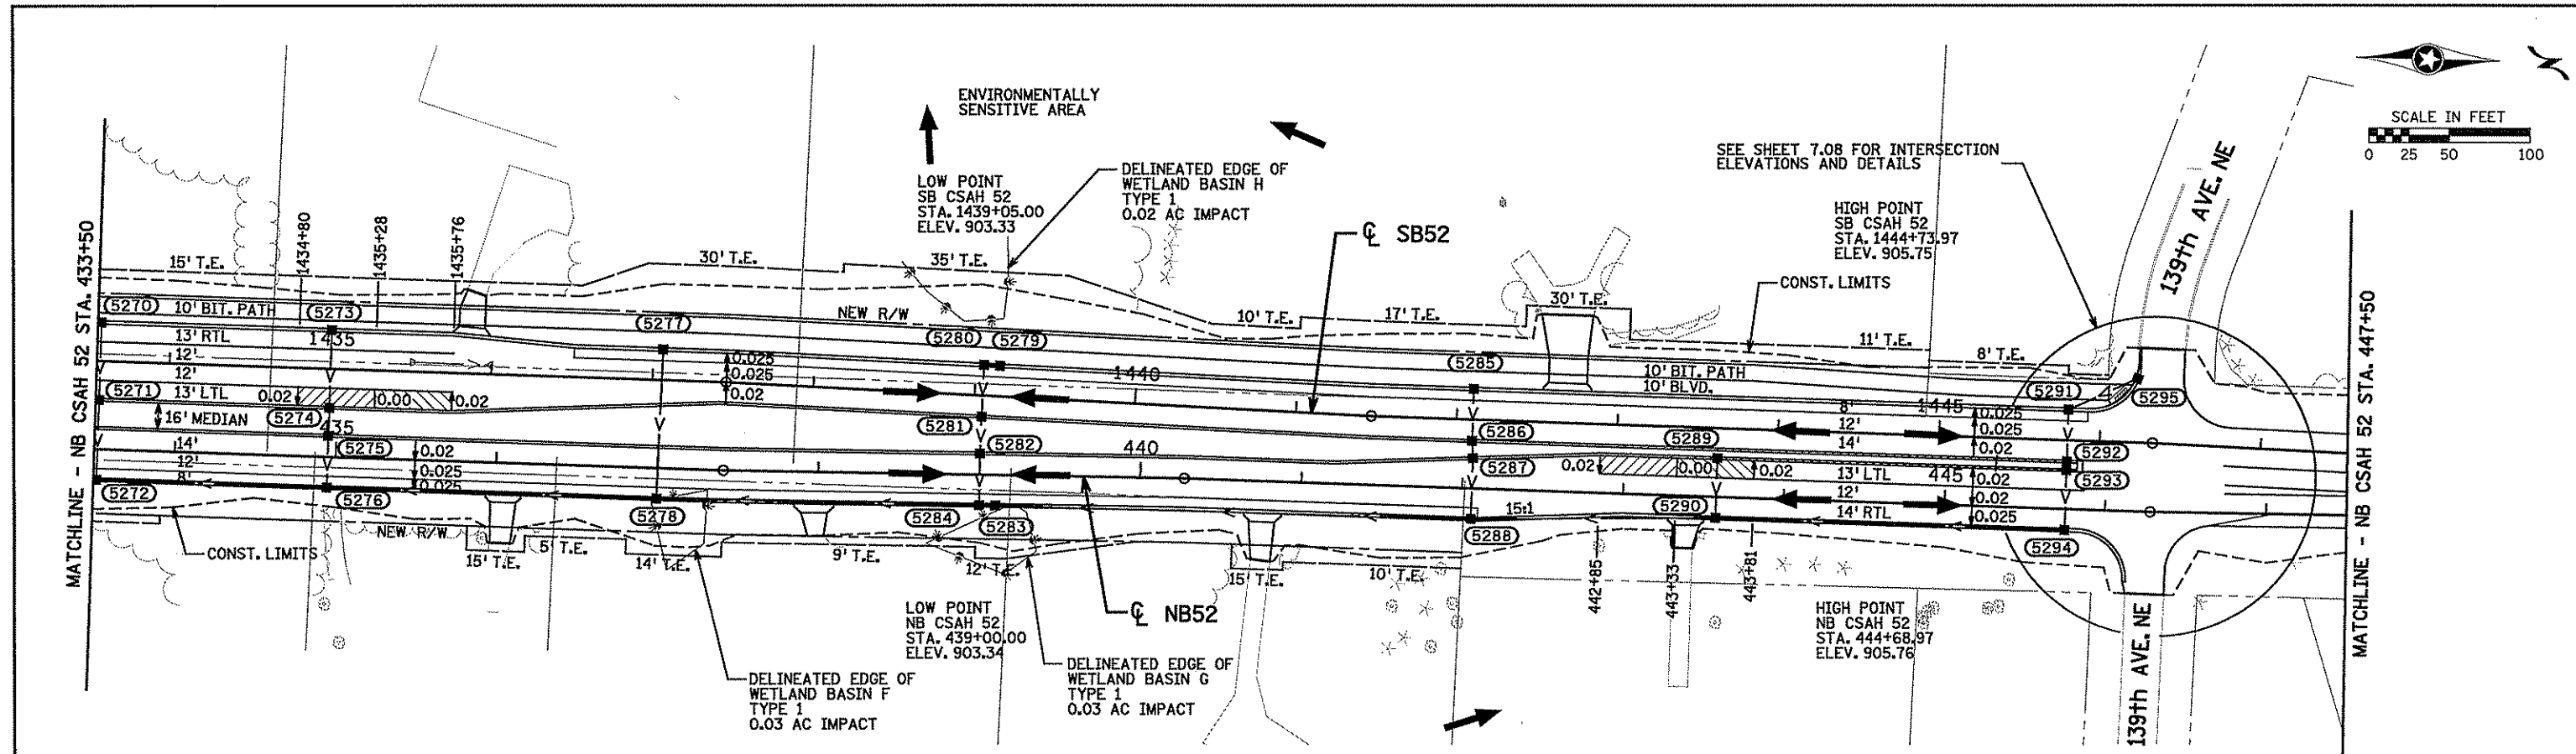 ENVIRONMENTALLY
SENSITIVE AREA
SCALE IN FEET
0 25 50 100
SEE SHEET 7.08 FOR INTERSECTION
ELEVATIONS AND DETAILS
DELINEATED EDGE OF
WETLAND BASIN H
TYPE 1
0.02 AC IMPACT
LOW POINT
SB CSAH 52
STA. 1439+05.00
ELEV. 903.33
HIGH POINT
SB CSAH 52
STA. 1444+73.97
ELEV. 905.75
139th AVE. NE
℄ SB52
MATCHLINE - NB CSAH 52 STA. 433+50
MATCHLINE - NB CSAH 52 STA. 447+50
1434+80
1435+28
1435+76
15' T.E.
30' T.E.
35' T.E.
10' T.E.
17' T.E.
30' T.E.
11' T.E.
8' T.E.
CONST. LIMITS
NEW R/W
5270
10' BIT. PATH
5273
5277
5280
5279
5285
10' BIT. PATH
10' BLVD.
5291
5295
13' RTL
1435
12'
12'
0.025
0.025
0.02
1440
8'
12'
14'
1445
0.025
0.025
0.02
5271
13' LTL
0.02
0.00
0.02
16' MEDIAN
5274
435
5281
5282
440
5286
5289
5292
5275
14'
12'
8'
0.02
0.025
0.025
5287
0.02
0.00
0.02
13' LTL
445
0.02
0.02
0.025
5293
12'
14' RTL
5272
5276
5278
5284
5283
5288
15:1
5290
5294
CONST. LIMITS
NEW R/W
15' T.E.
5' T.E.
14' T.E.
9' T.E.
12' T.E.
15' T.E.
10' T.E.
442+85
443+33
443+81
LOW POINT
NB CSAH 52
STA. 439+00.00
ELEV. 903.34
℄ NB52
HIGH POINT
NB CSAH 52
STA. 444+68.97
ELEV. 905.76
DELINEATED EDGE OF
WETLAND BASIN F
TYPE 1
0.03 AC IMPACT
DELINEATED EDGE OF
WETLAND BASIN G
TYPE 1
0.03 AC IMPACT
139th AVE. NE